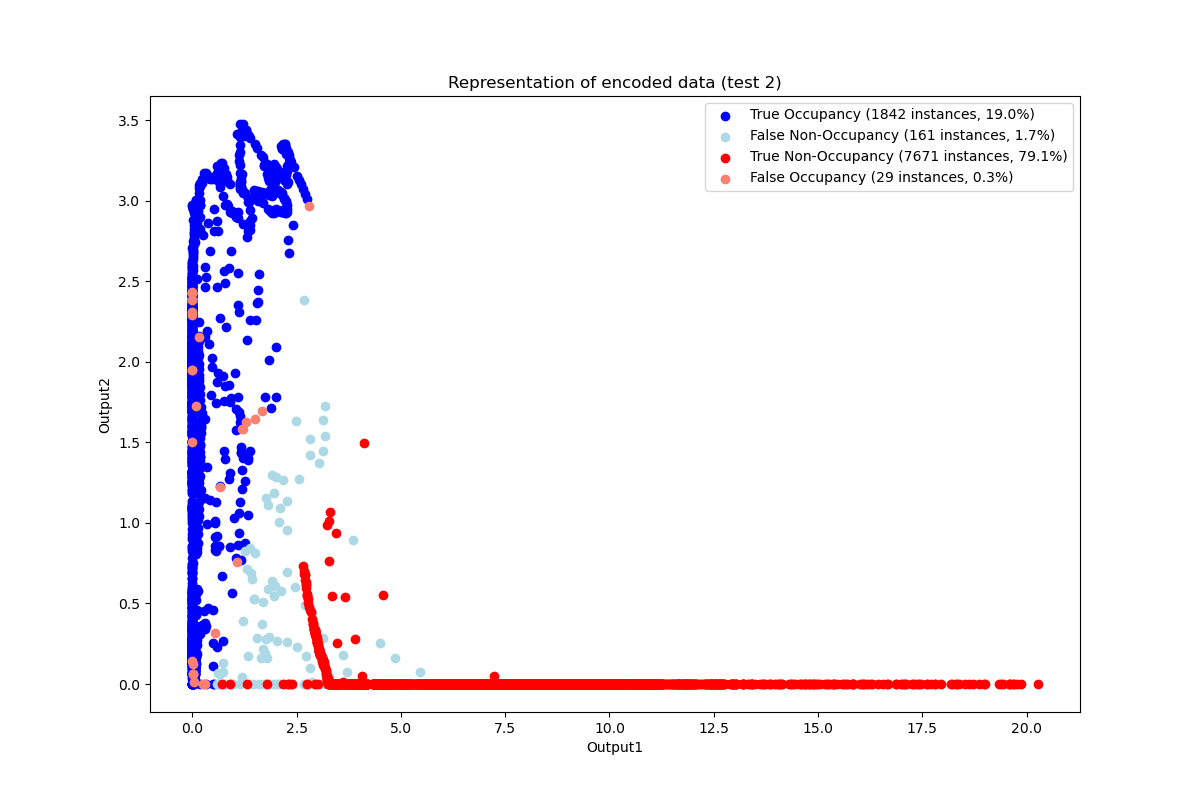 Representation of encoded data (test 2)
True Occupancy (1842 instances, 19.0%)
False Non-Occupancy (161 instances, 1.7%)
True Non-Occupancy (7671 instances, 79.1%)
False Occupancy (29 instances, 0.3%)
3.5
3.0
2.5
2.0
1.5
1.0
0.5
0.0
Output2
0.0 2.5 5.0 7.5 10.0 12.5 15.0 17.5 20.0
Output1